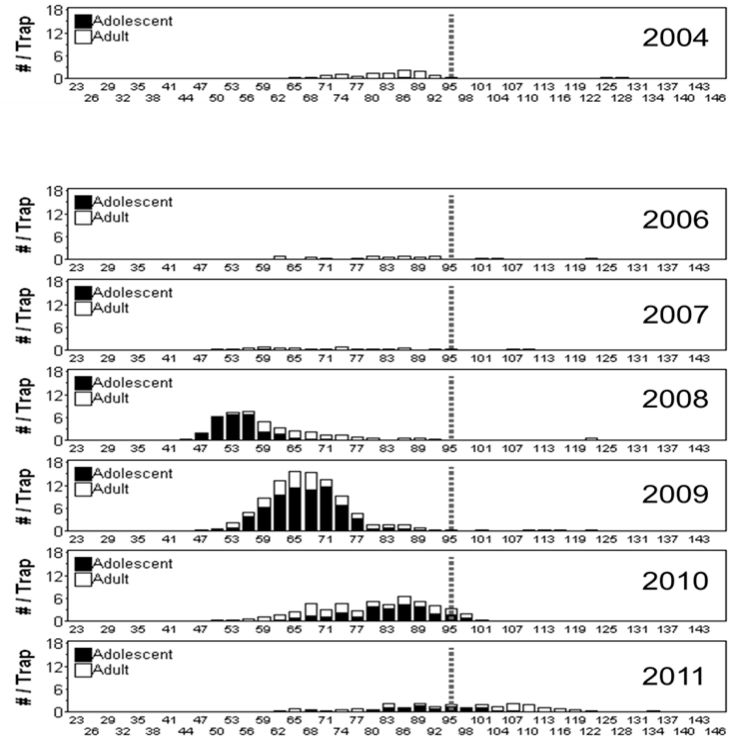 18
Adolescent
12
# / Trap
Adult
2004
6
0
23 29 35 41 47 53 59 65 71 77 83 89 95 101 107 113 119 125 131 137 143
26 32 38 44 50 56 62 68 74 80 86 92 98 104 110 116 122 128 134 140 146
18
Adolescent
12
# / Trap
Adult
2006
6
0
23 29 35 41 47 53 59 65 71 77 83 89 95 101 107 113 119 125 131 137 143
18
Adolescent
12
# / Trap
Adult
2007
6
0
23 29 35 41 47 53 59 65 71 77 83 89 95 101 107 113 119 125 131 137 143
18
Adolescent
12
# / Trap
Adult
2008
6
0
23 29 35 41 47 53 59 65 71 77 83 89 95 101 107 113 119 125 131 137 143
18
Adolescent
12
# / Trap
Adult
2009
6
0
23 29 35 41 47 53 59 65 71 77 83 89 95 101 107 113 119 125 131 137 143
18
Adolescent
12
# / Trap
Adult
2010
6
0
23 29 35 41 47 53 59 65 71 77 83 89 95 101 107 113 119 125 131 137 143
18
Adolescent
12
# / Trap
Adult
2011
6
0
23 29 35 41 47 53 59 65 71 77 83 89 95 101 107 113 119 125 131 137 143
26 32 38 44 50 56 62 68 74 80 86 92 98 104 110 116 122 128 134 140 146